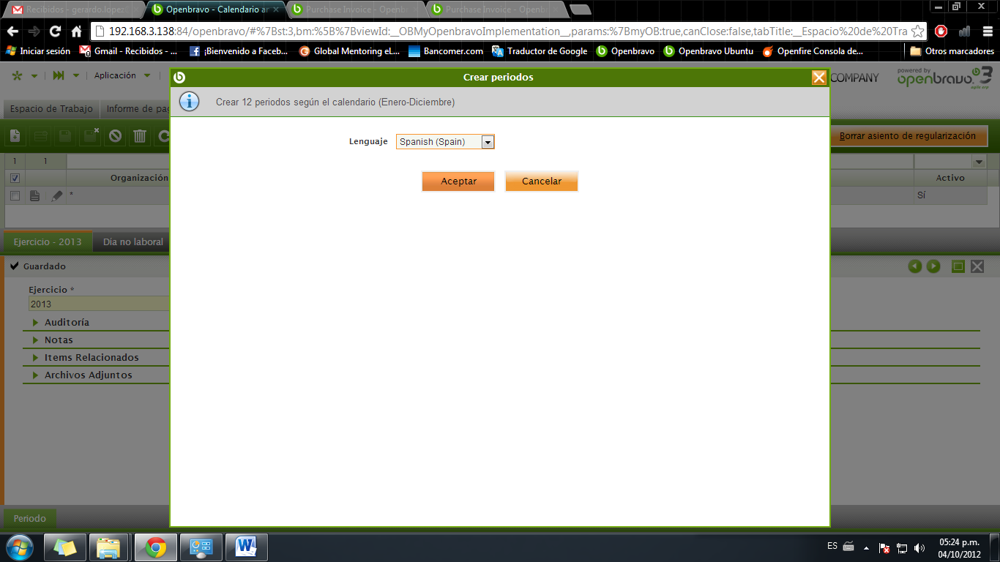 Recibidos - gerardo.lopez
Openbravo - Calendario ar
Purchase Invoice - Openb
Purchase Invoice - Openb
192.168.3.138:84/openbravo/#%7Bst:3,bm:%5B%7BviewId:__OBMyOpenbravoImplementation__,params:%7BmyOB:true,canClose:false,tabTitle:__Espacio%20de%20Tra
Iniciar sesión
Gmail - Recibidos - ...
¡Bienvenido a Faceb...
Global Mentoring eL...
Bancomer.com
Traductor de Google
Openbravo
Openbravo Ubuntu
Openfire Consola de...
Otros marcadores
Aplicación
Crear periodos
COMPANY
powered by
openbravo 3
agile erp
Crear 12 periodos según el calendario (Enero-Diciembre)
Espacio de Trabajo
Informe de pag
Lenguaje
Spanish (Spain)
Borrar asiento de regularización
1
1
Organización
Activo
Aceptar
Cancelar
*
Sí
Ejercicio - 2013
Dia no laboral
Guardado
Ejercicio *
2013
Auditoría
Notas
Items Relacionados
Archivos Adjuntos
Periodo
ES
05:24 p.m.
04/10/2012